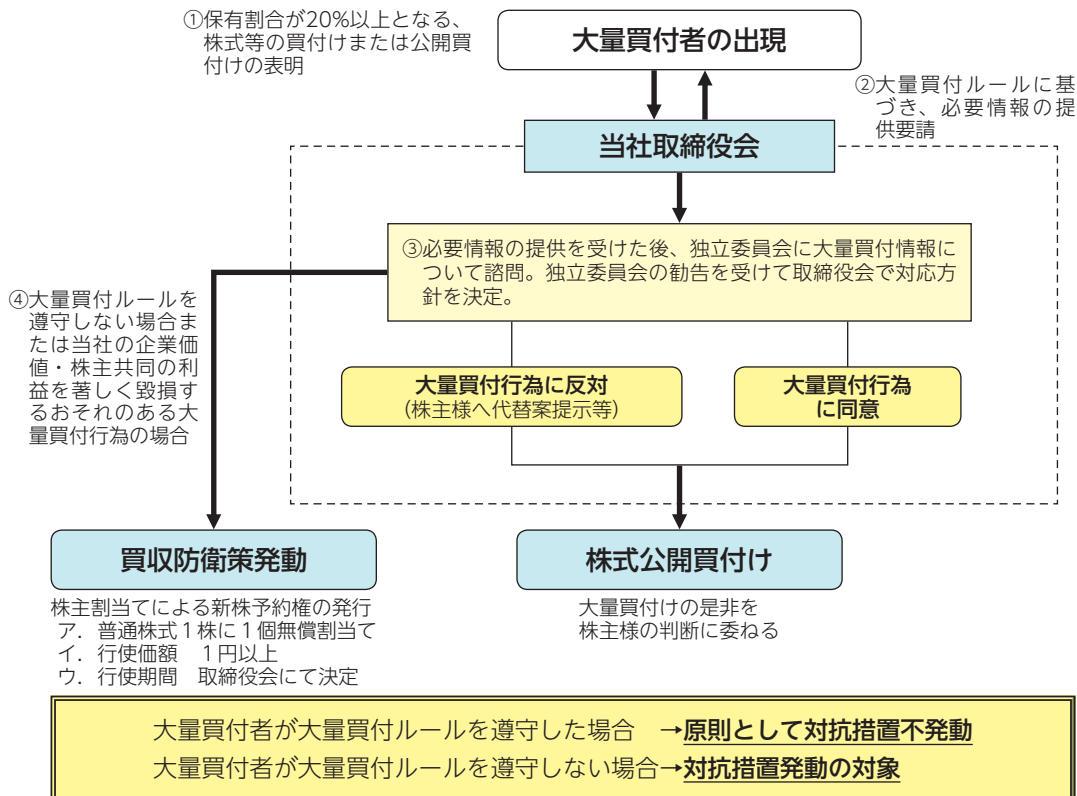 ①保有割合が20%以上となる、
株式等の買付けまたは公開買
付けの表明
大量買付者の出現
②大量買付ルールに基
づき、必要情報の提
供要請
当社取締役会
③必要情報の提供を受けた後、独立委員会に大量買付情報に
ついて諮問。独立委員会の勧告を受けて取締役会で対応方
針を決定。
④大量買付ルールを
遵守しない場合ま
たは当社の企業価
値・株主共同の利
益を著しく毀損す
るおそれのある大
量買付行為の場合
大量買付行為に反対
(株主様へ代替案提示等)
大量買付行為
に同意
買収防衛策発動
株主割当てによる新株予約権の発行
ア．普通株式１株に１個無償割当て
イ．行使価額　１円以上
ウ．行使期間　取締役会にて決定
株式公開買付け
大量買付けの是非を
株主様の判断に委ねる
大量買付者が大量買付ルールを遵守した場合　→原則として対抗措置不発動
大量買付者が大量買付ルールを遵守しない場合→対抗措置発動の対象